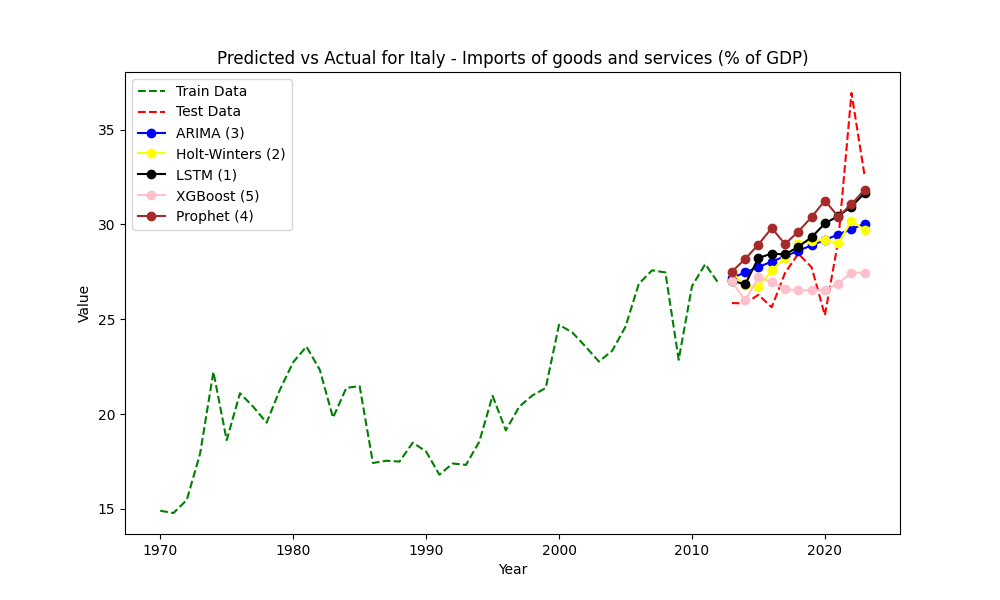 Predicted vs Actual for Italy - Imports of goods and services (% of GDP)
Train Data
Test Data
ARIMA (3)
Holt-Winters (2)
LSTM (1)
XGBoost (5)
Prophet (4)
35
30
25
20
15
Value
1970 1980 1990 2000 2010 2020
Year